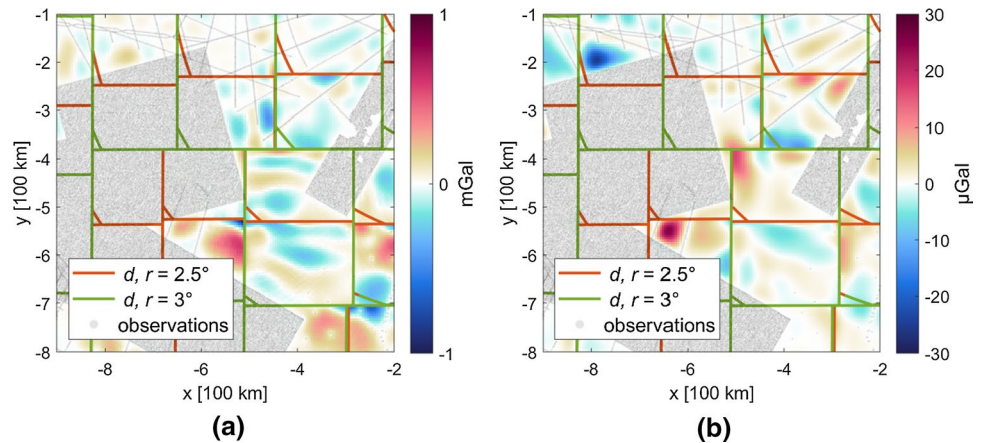 -1
-2
-3
-4
-5
-6
-7
-8
y [100 km]
-8 -6 -4 -2
x [100 km]
d, r = 2.5°
d, r = 3°
observations
1
0
-1
mGal
(a)
-1
-2
-3
-4
-5
-6
-7
-8
y [100 km]
-8 -6 -4 -2
x [100 km]
d, r = 2.5°
d, r = 3°
observations
30
20
10
0
-10
-20
-30
µGal
(b)